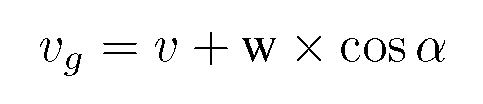 v_g = v + w × cos α